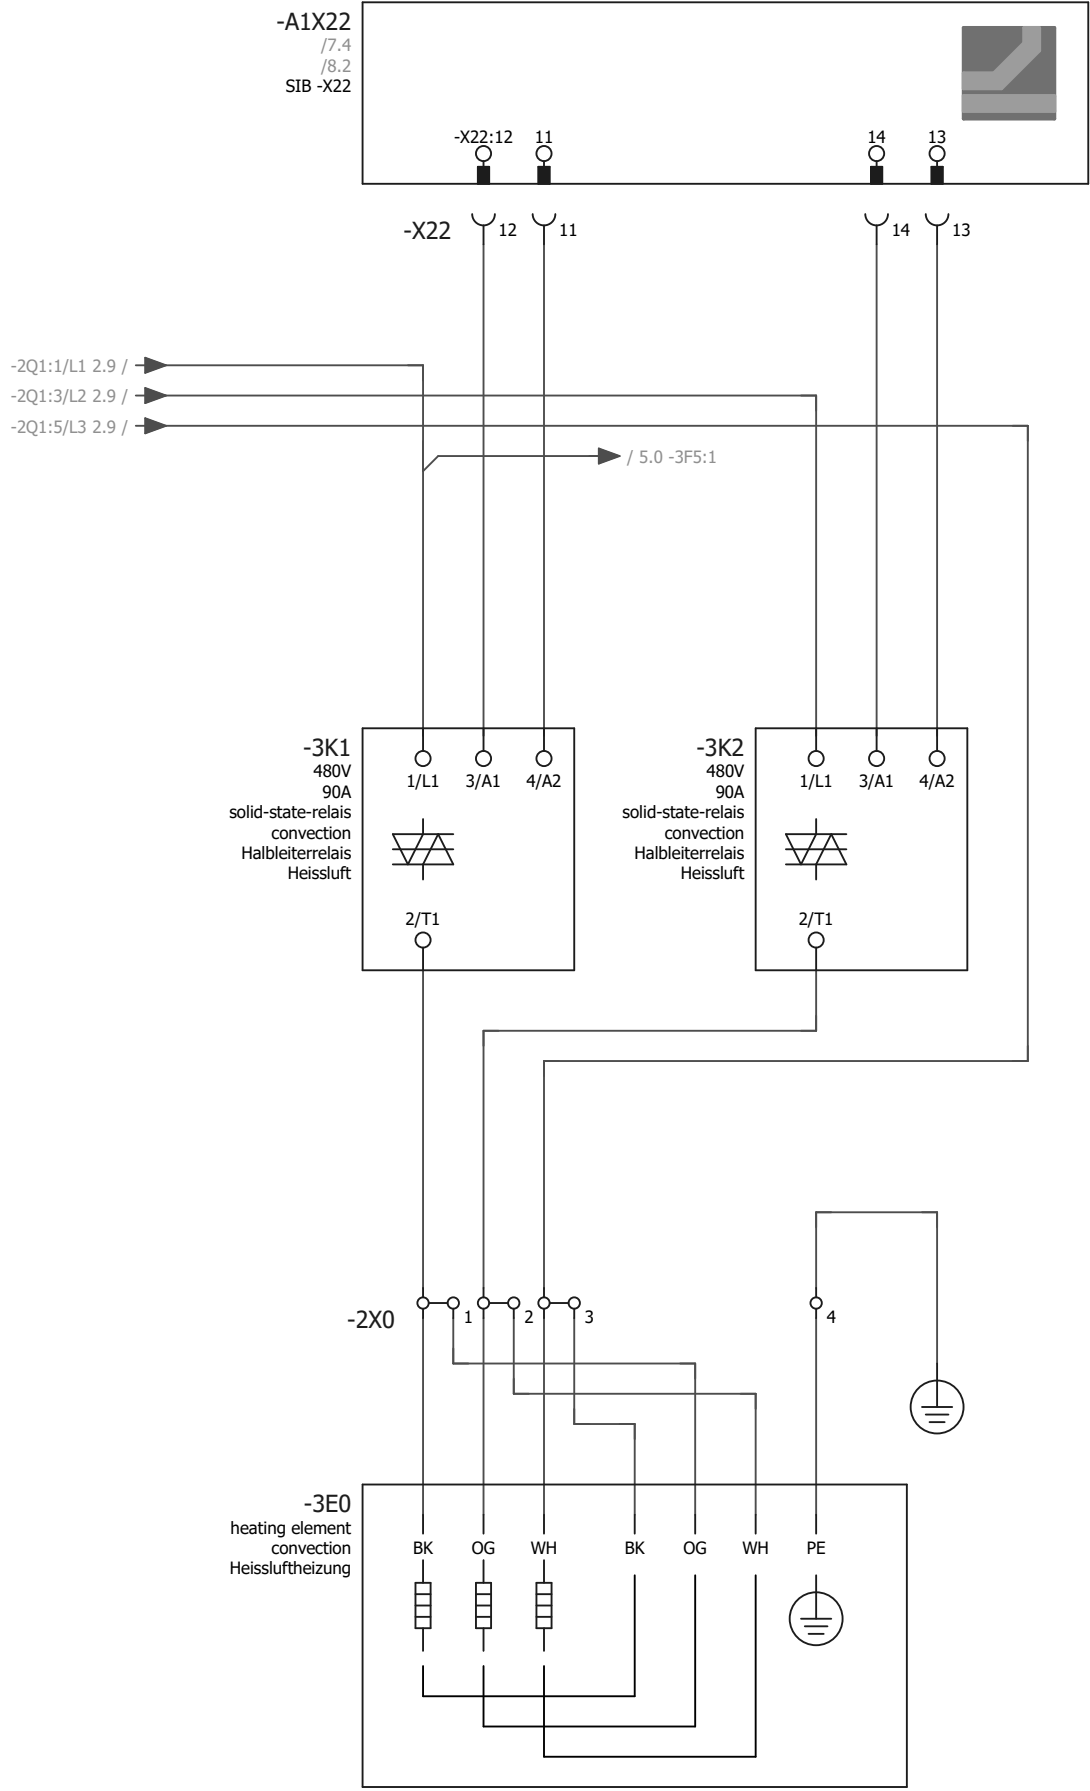 -A1X22
/7.4
/8.2
SIB -X22
-X22:12 11 14 13
-X22 12 11 14 13
-2Q1:1/L1 2.9 /
-2Q1:3/L2 2.9 /
-2Q1:5/L3 2.9 /
/ 5.0 -3F5:1
-3K1
480V
90A
solid-state-relais
convection
Halbleiterrelais
Heissluft
1/L1 3/A1 4/A2
2/T1
-3K2
480V
90A
solid-state-relais
convection
Halbleiterrelais
Heissluft
1/L1 3/A1 4/A2
2/T1
-2X0 1 2 3 4
-3E0
heating element
convection
Heissluftheizung
BK OG WH BK OG WH PE